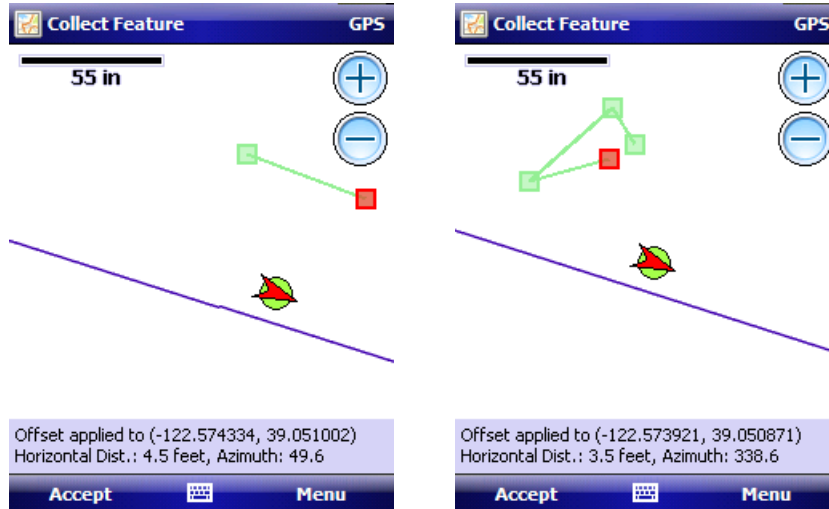 Collect Feature GPS
55 in
Offset applied to (-122.574334, 39.051002)
Horizontal Dist.: 4.5 feet, Azimuth: 49.6
Accept Menu
Collect Feature GPS
55 in
Offset applied to (-122.573921, 39.050871)
Horizontal Dist.: 3.5 feet, Azimuth: 338.6
Accept Menu